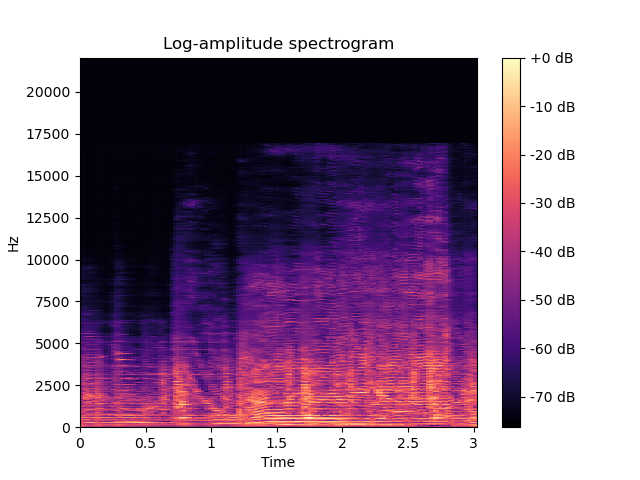 Log-amplitude spectrogram
Hz
20000
17500
15000
12500
10000
7500
5000
2500
0
0
0.5
1
1.5
2
2.5
3
Time
+0 dB
-10 dB
-20 dB
-30 dB
-40 dB
-50 dB
-60 dB
-70 dB